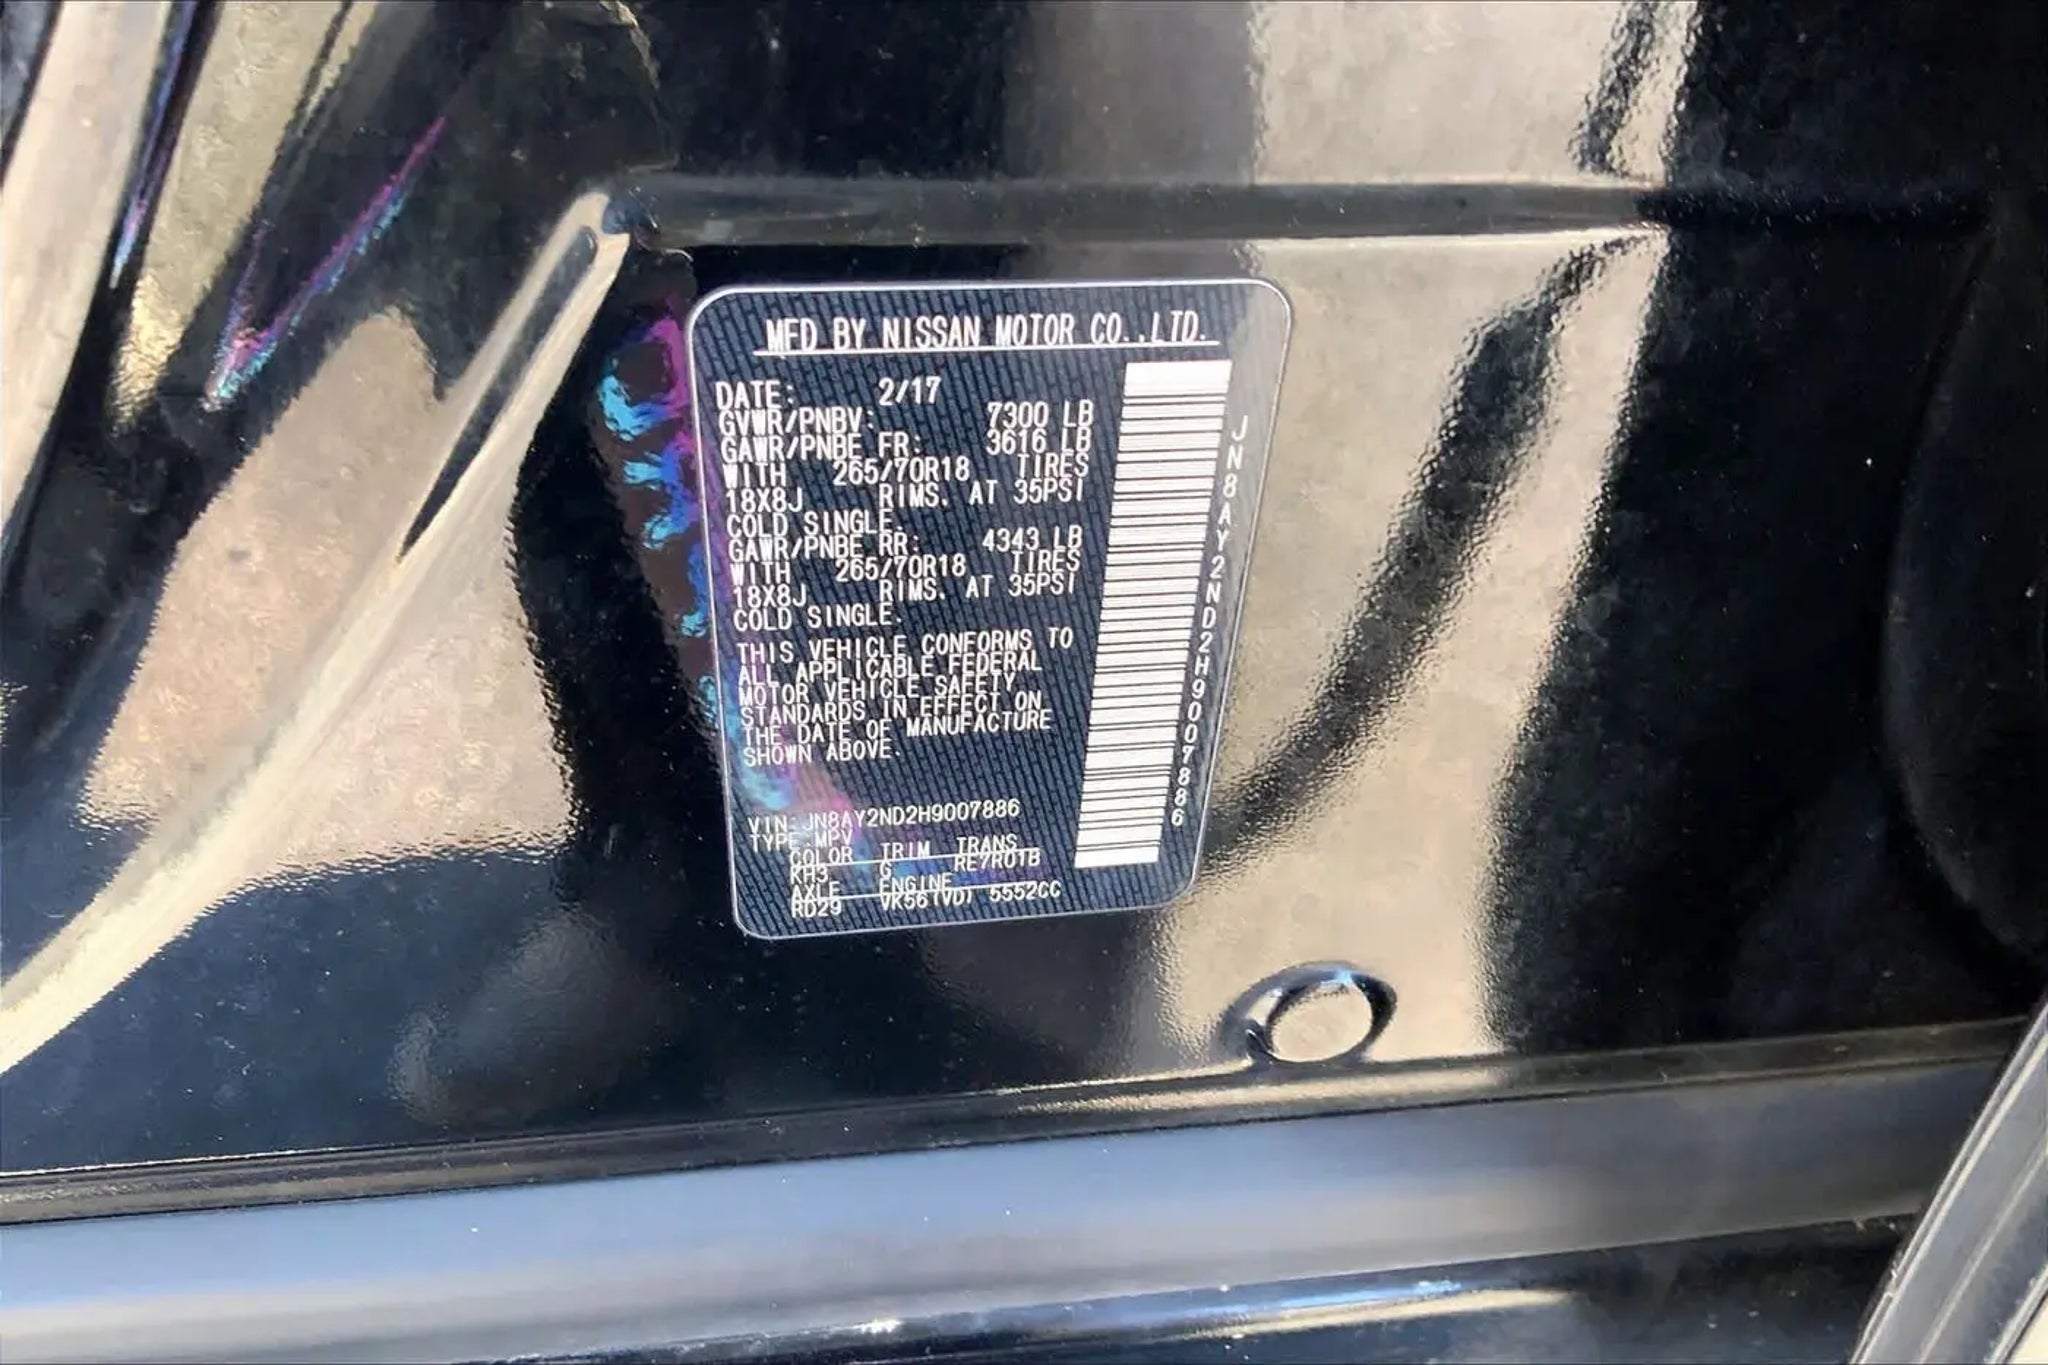 MFD BY NISSAN MOTOR CO.,LTD.
DATE: 2/17
GVWR/PNBV: 7300 LB
GAWR/PNBE FR: 3616 LB
WITH 265/70R18 TIRES
18X8J RIMS. AT 35PSI
COLD SINGLE.
GAWR/PNBE RR: 4343 LB
WITH 265/70R18 TIRES
18X8J RIMS. AT 35PSI
COLD SINGLE.
THIS VEHICLE CONFORMS TO
ALL APPLICABLE FEDERAL
MOTOR VEHICLE SAFETY
STANDARDS IN EFFECT ON
THE DATE OF MANUFACTURE
SHOWN ABOVE.
VIN:JN8AY2ND2H9007886
TYPE:MPV
COLOR TRIM TRANS
KH3 G RE7R01B
AXLE ENGINE
RD29 VK56(VD) 5552CC
JN8AY2ND2H9007886